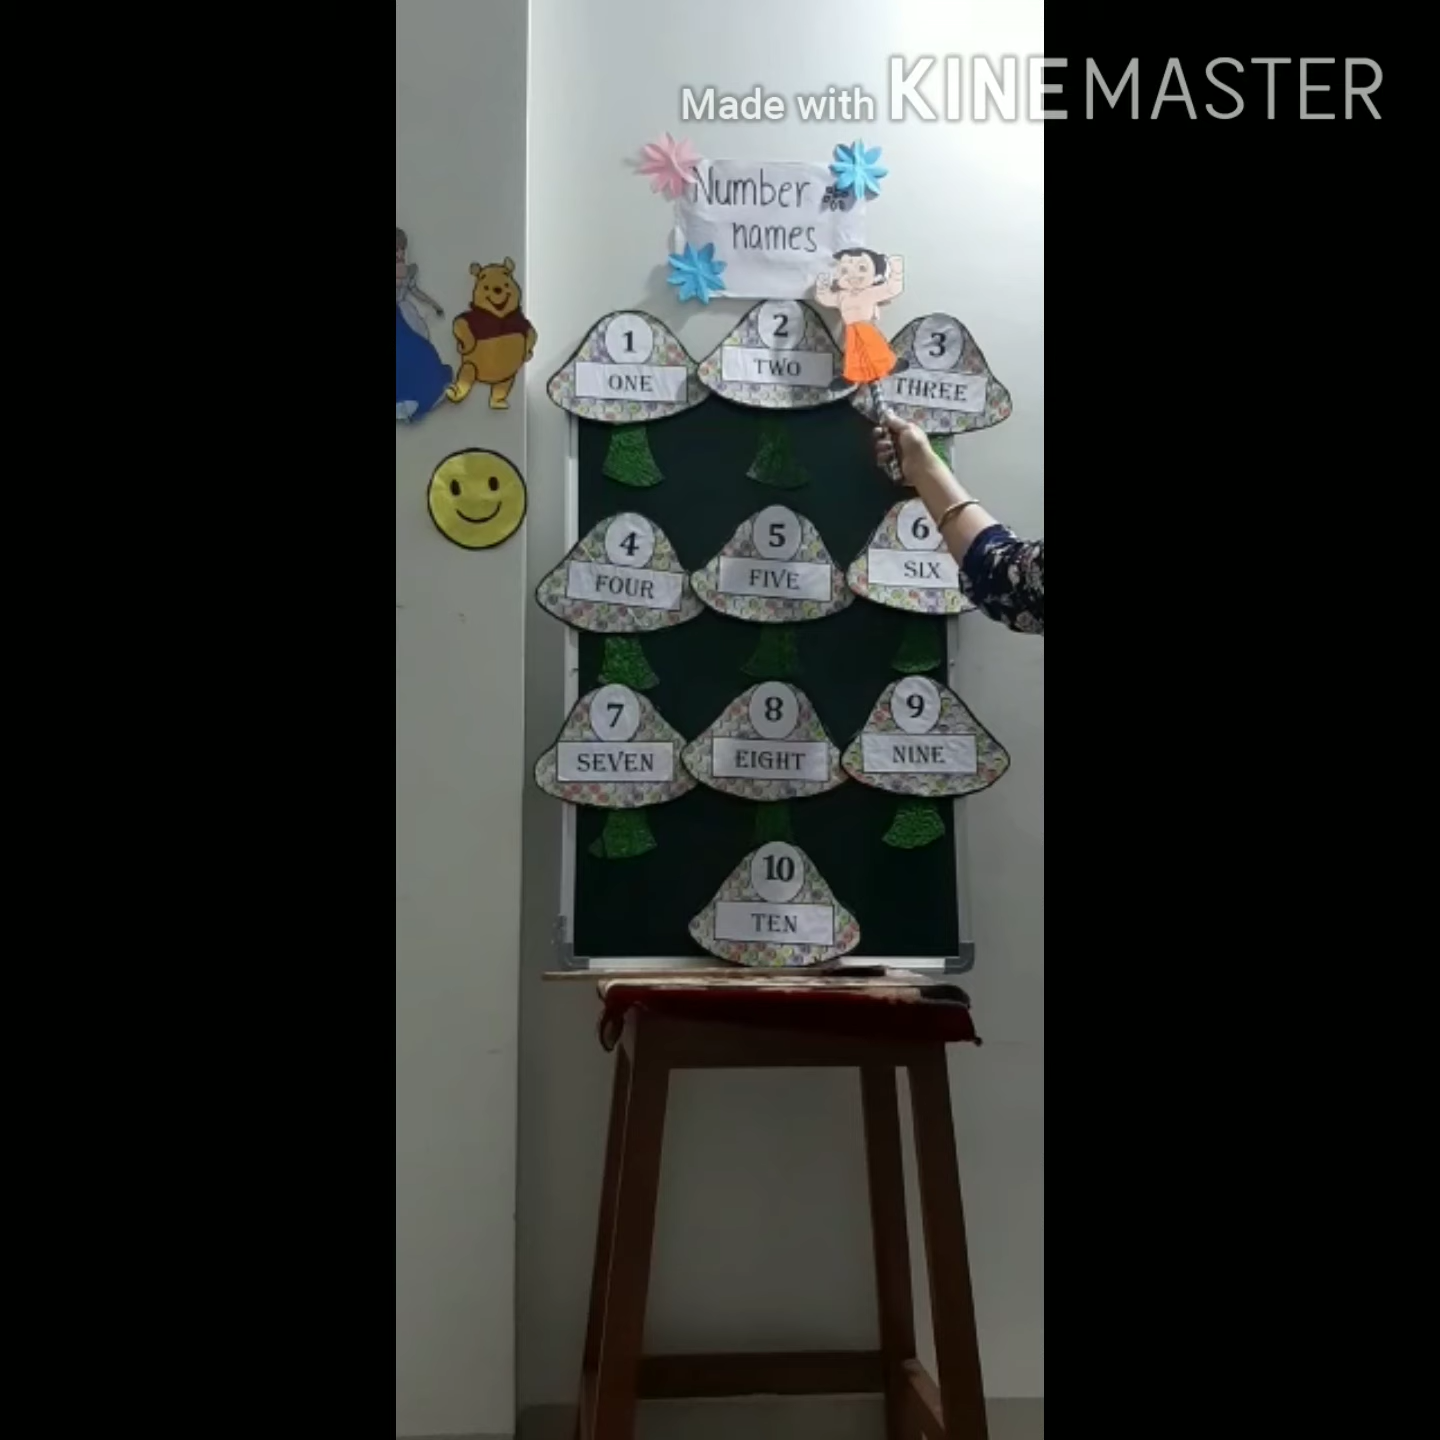 Made with KINEMASTER
Number
names
1
ONE
2
TWO
3
THREE
4
FOUR
5
FIVE
6
SIX
7
SEVEN
8
EIGHT
9
NINE
10
TEN